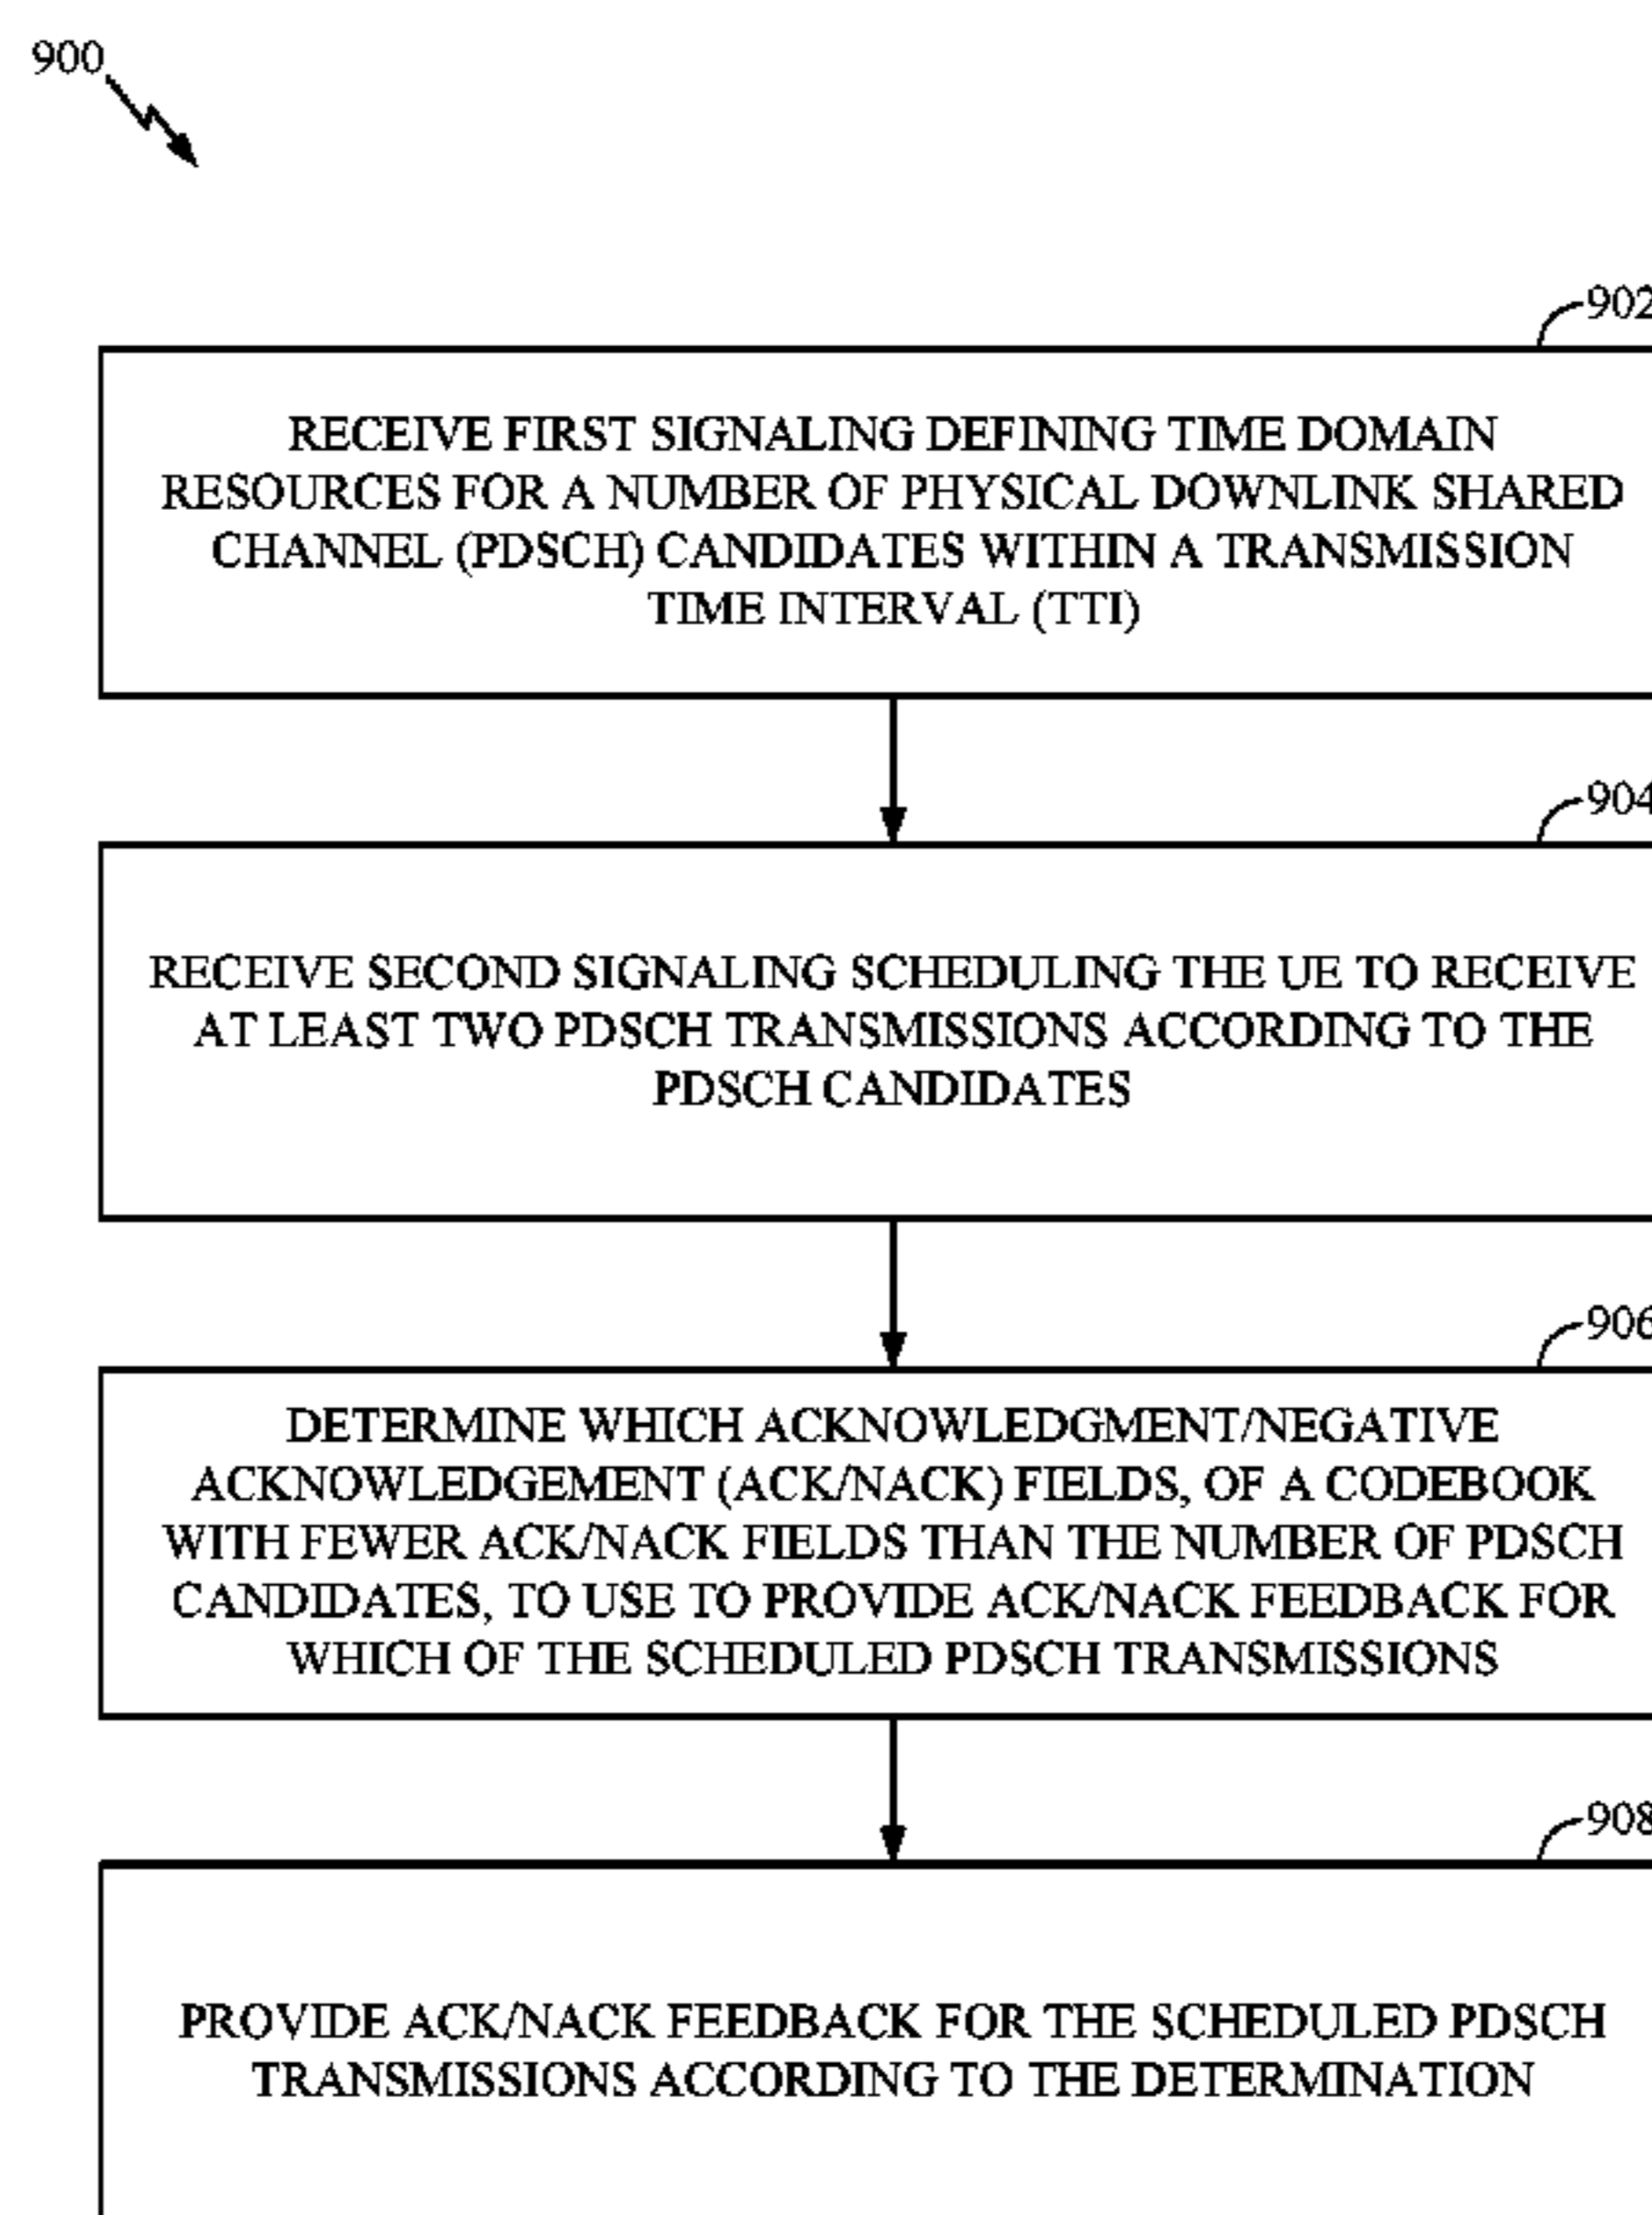 900
902
RECEIVE FIRST SIGNALING DEFINING TIME DOMAIN
RESOURCES FOR A NUMBER OF PHYSICAL DOWNLINK SHARED
CHANNEL (PDSCH) CANDIDATES WITHIN A TRANSMISSION
TIME INTERVAL (TTI)
904
RECEIVE SECOND SIGNALING SCHEDULING THE UE TO RECEIVE
AT LEAST TWO PDSCH TRANSMISSIONS ACCORDING TO THE
PDSCH CANDIDATES
906
DETERMINE WHICH ACKNOWLEDGMENT/NEGATIVE
ACKNOWLEDGEMENT (ACK/NACK) FIELDS, OF A CODEBOOK
WITH FEWER ACK/NACK FIELDS THAN THE NUMBER OF PDSCH
CANDIDATES, TO USE TO PROVIDE ACK/NACK FEEDBACK FOR
WHICH OF THE SCHEDULED PDSCH TRANSMISSIONS
908
PROVIDE ACK/NACK FEEDBACK FOR THE SCHEDULED PDSCH
TRANSMISSIONS ACCORDING TO THE DETERMINATION